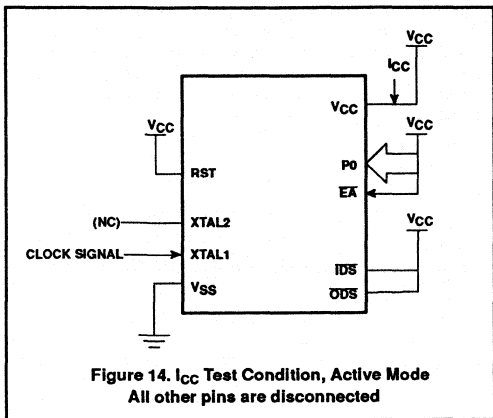 VCC
ICC
VCC
VCC
VCC
RST
P0
EA
(NC)
XTAL2
VCC
CLOCK SIGNAL
XTAL1
IDS
VSS
ODS
Figure 14. ICC Test Condition, Active Mode
All other pins are disconnected